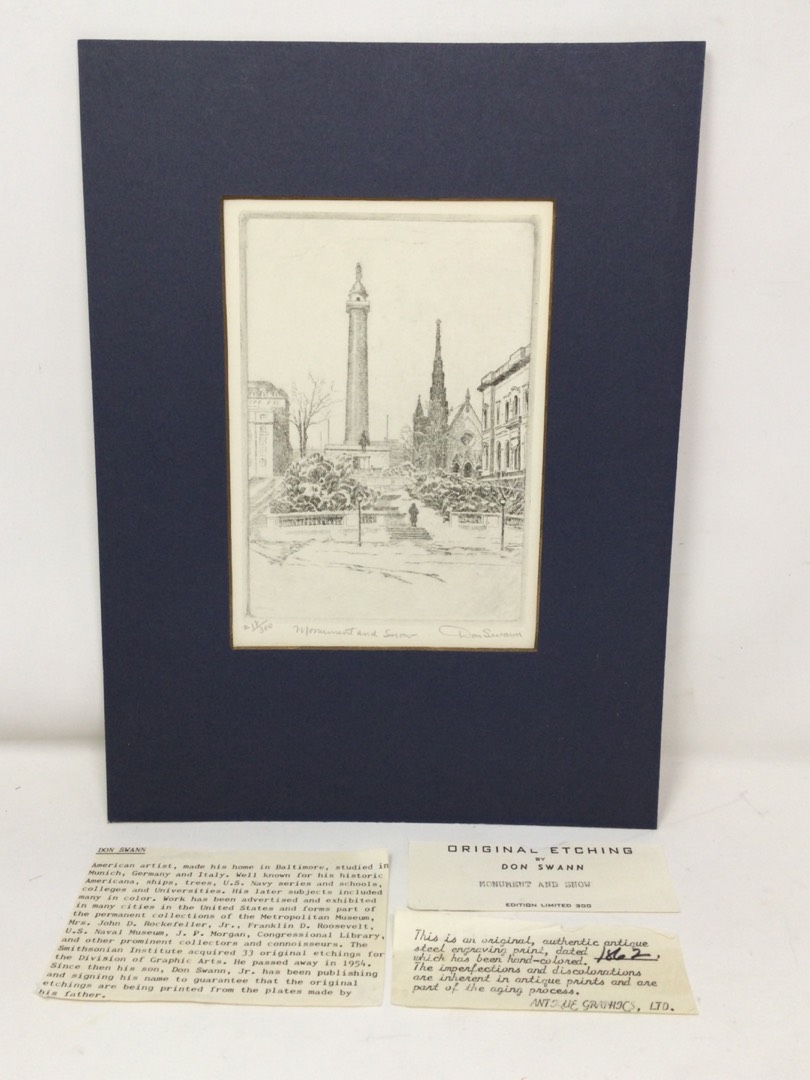 Monument and Snow
Don Swann
DON SWANN
American artist, made his home in Baltimore, studied in
Munich, Germany and Italy. Well known for his historic
Americana, ships, trees, U.S. Navy series and schools,
colleges and Universities. His later subjects included
many in color. Work has been advertised and exhibited
in many cities in the United States and forms part of
the permanent collections of the Metropolitan Museum,
Mrs. John D. Rockefeller, Jr., Franklin D. Roosevelt,
U.S. Naval Museum, J. P. Morgan, Congressional Library,
and other prominent collectors and connoisseurs. The
Smithsonian Institute acquired 33 original etchings for
the Division of Graphic Arts. He passed away in 1954.
Since then his son, Don Swann, Jr. has been publishing
and signing his name to guarantee that the original
etchings are being printed from the plates made by
his father.
ORIGINAL ETCHING
BY
DON SWANN
MONUMENT AND SNOW
EDITION LIMITED 300
This is an original, authentic antique
steel engraving print, dated 1862,
which has been hand-colored.
The imperfections and discolorations
are inherent in antique prints and are
part of the aging process.
ANTIQUE GRAPHICS, LTD.